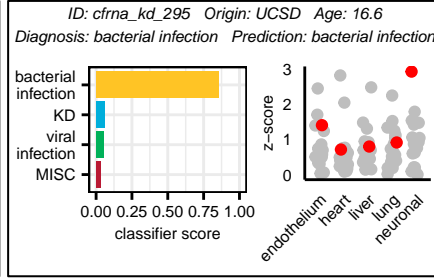 ID: cfrna_kd_295 Origin: UCSD Age: 16.6
Diagnosis: bacterial infection Prediction: bacterial infection
bacterial
infection
KD
viral
infection
MISC
0.00 0.25 0.50 0.75 1.00
classifier score
z-score
3
2
1
0
endothelium
heart
liver
lung
neuronal